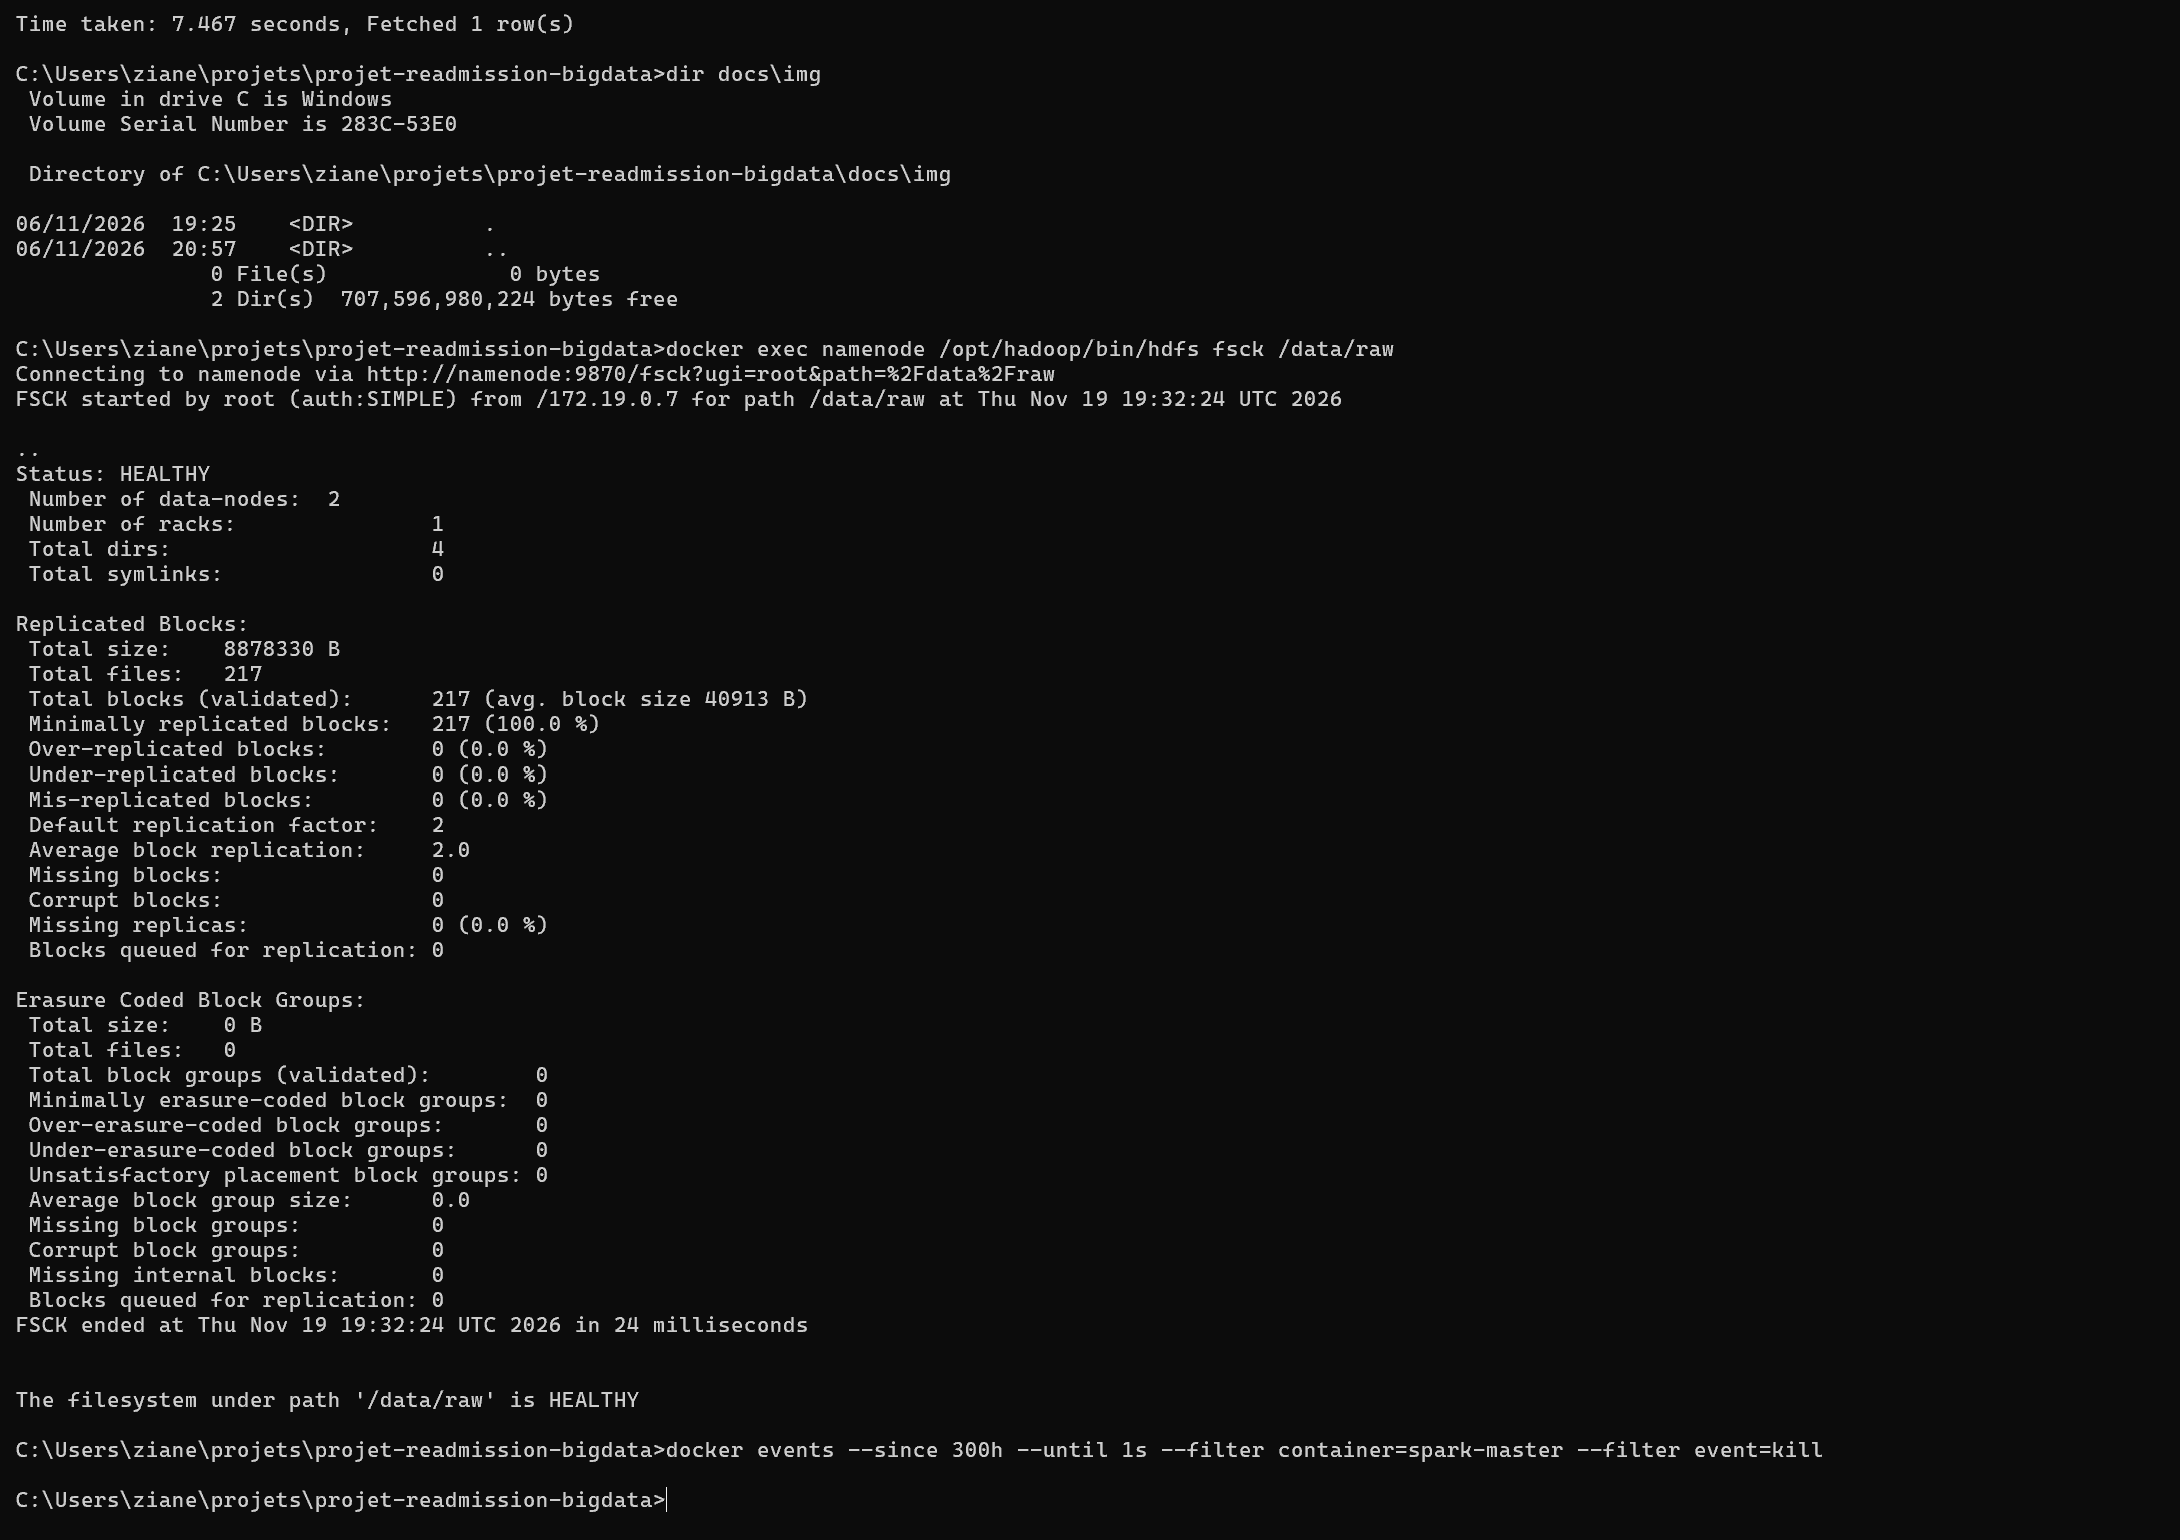 Time taken: 7.467 seconds, Fetched 1 row(s)
C:\Users\ziane\projets\projet-readmission-bigdata>dir docs\img
 Volume in drive C is Windows
 Volume Serial Number is 283C-53E0
 Directory of C:\Users\ziane\projets\projet-readmission-bigdata\docs\img
06/11/2026  19:25    <DIR>          .
06/11/2026  20:57    <DIR>          ..
               0 File(s)              0 bytes
               2 Dir(s)  707,596,980,224 bytes free
C:\Users\ziane\projets\projet-readmission-bigdata>docker exec namenode /opt/hadoop/bin/hdfs fsck /data/raw
Connecting to namenode via http://namenode:9870/fsck?ugi=root&path=%2Fdata%2Fraw
FSCK started by root (auth:SIMPLE) from /172.19.0.7 for path /data/raw at Thu Nov 19 19:32:24 UTC 2026
..
Status: HEALTHY
 Number of data-nodes:  2
 Number of racks:               1
 Total dirs:                    4
 Total symlinks:                0
Replicated Blocks:
 Total size:    8878330 B
 Total files:   217
 Total blocks (validated):      217 (avg. block size 40913 B)
 Minimally replicated blocks:   217 (100.0 %)
 Over-replicated blocks:        0 (0.0 %)
 Under-replicated blocks:       0 (0.0 %)
 Mis-replicated blocks:         0 (0.0 %)
 Default replication factor:    2
 Average block replication:     2.0
 Missing blocks:                0
 Corrupt blocks:                0
 Missing replicas:              0 (0.0 %)
 Blocks queued for replication: 0
Erasure Coded Block Groups:
 Total size:    0 B
 Total files:   0
 Total block groups (validated):        0
 Minimally erasure-coded block groups:  0
 Over-erasure-coded block groups:       0
 Under-erasure-coded block groups:      0
 Unsatisfactory placement block groups: 0
 Average block group size:      0.0
 Missing block groups:          0
 Corrupt block groups:          0
 Missing internal blocks:       0
 Blocks queued for replication: 0
FSCK ended at Thu Nov 19 19:32:24 UTC 2026 in 24 milliseconds
The filesystem under path '/data/raw' is HEALTHY
C:\Users\ziane\projets\projet-readmission-bigdata>docker events --since 300h --until 1s --filter container=spark-master --filter event=kill
C:\Users\ziane\projets\projet-readmission-bigdata>